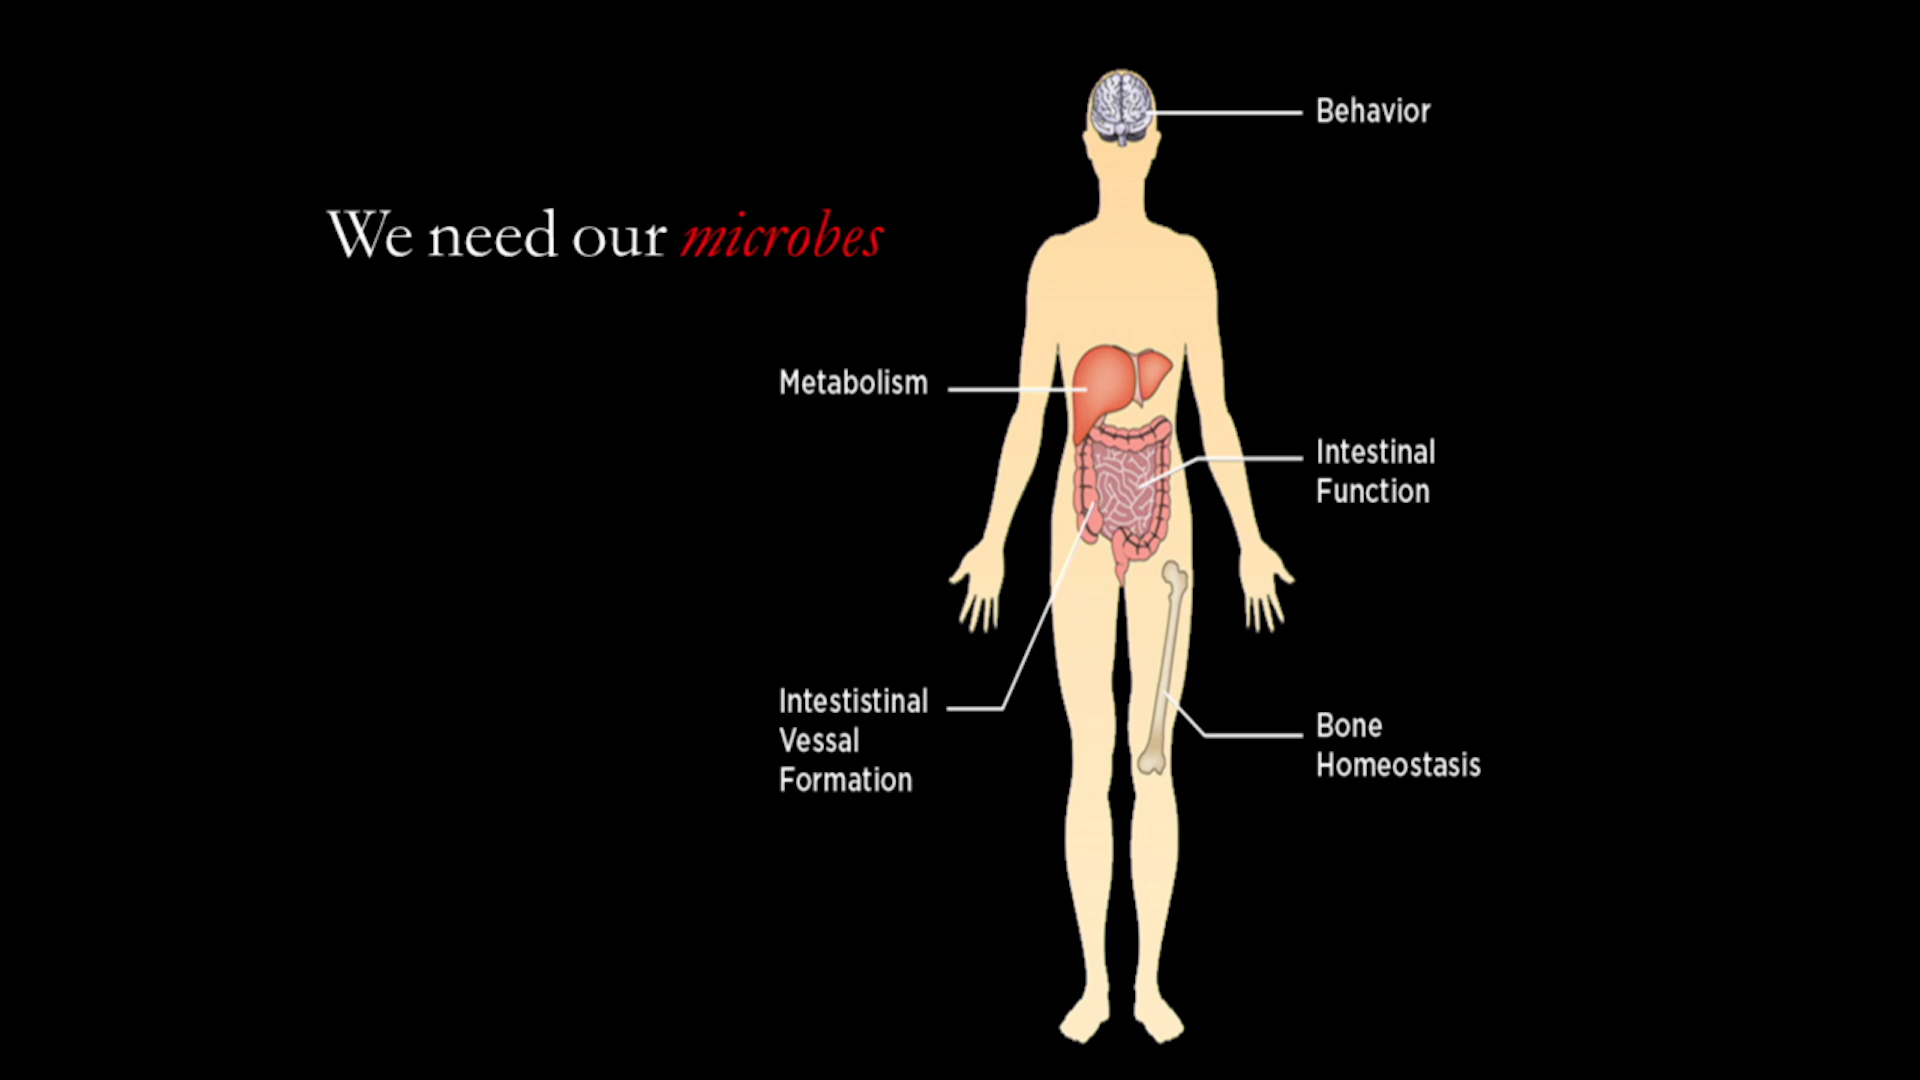 Behavior
We need our microbes
Metabolism
Intestinal
Function
Intestistinal
Vessal
Formation
Bone
Homeostasis